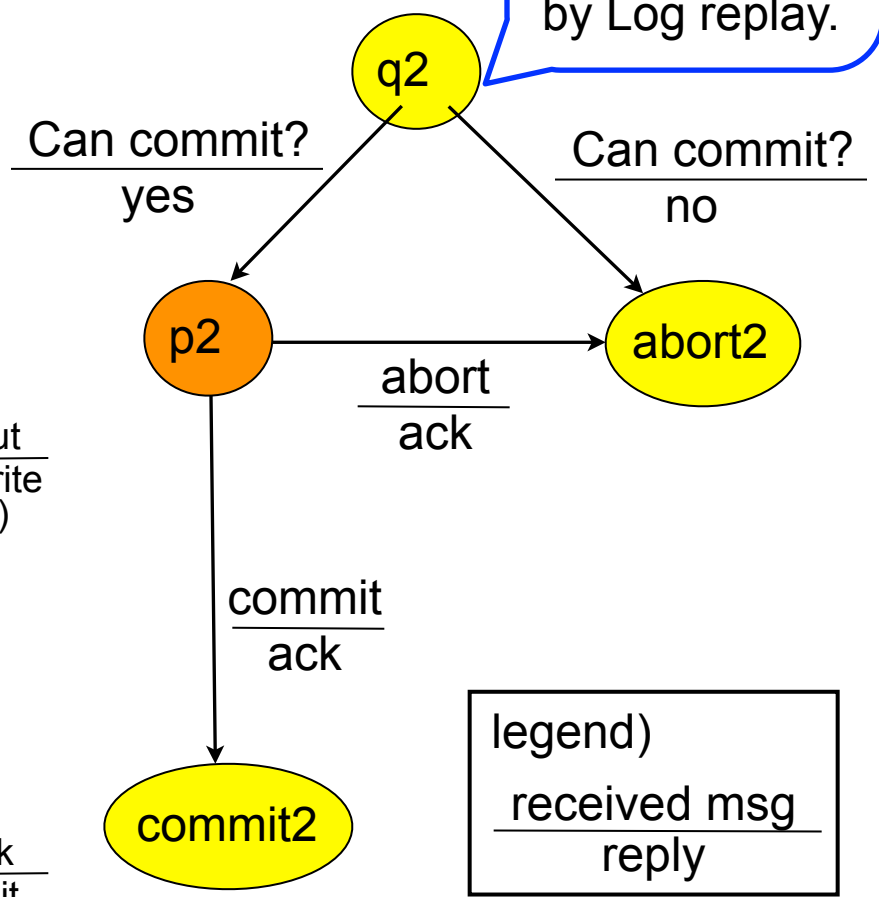 by Log replay.
q2
Can commit?
yes
Can commit?
no
p2
abort2
abort
ack
commit
ack
commit2
legend)
received msg
reply